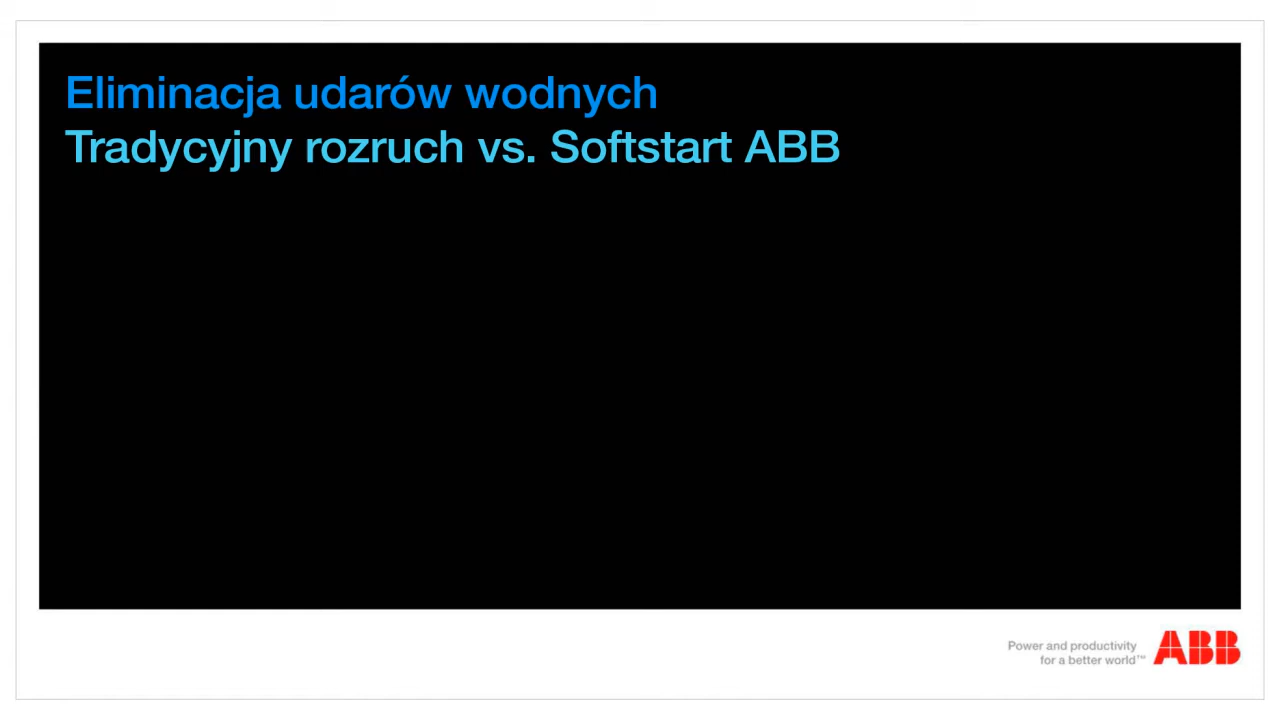 Eliminacja udarów wodnych
Tradycyjny rozruch vs. Softstart ABB
Power and productivity
for a better world™
ABB